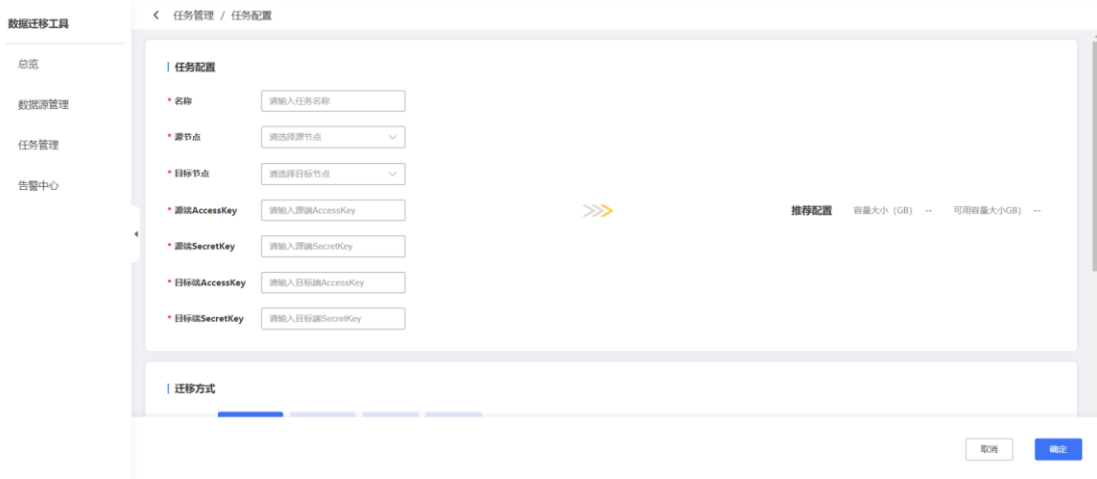 数据迁移工具
总览
数据源管理
任务管理
告警中心
任务管理 / 任务配置
任务配置
* 名称 请输入任务名称
* 源节点 请选择源节点
* 目标节点 请选择目标节点
* 源端AccessKey 请输入源端AccessKey
* 源端SecretKey 请输入源端SecretKey
* 目标端AccessKey 请输入目标端AccessKey
* 目标端SecretKey 请输入目标端SecretKey
推荐配置 容量大小（GB） -- 可用容量大小GB） --
迁移方式
取消 确定